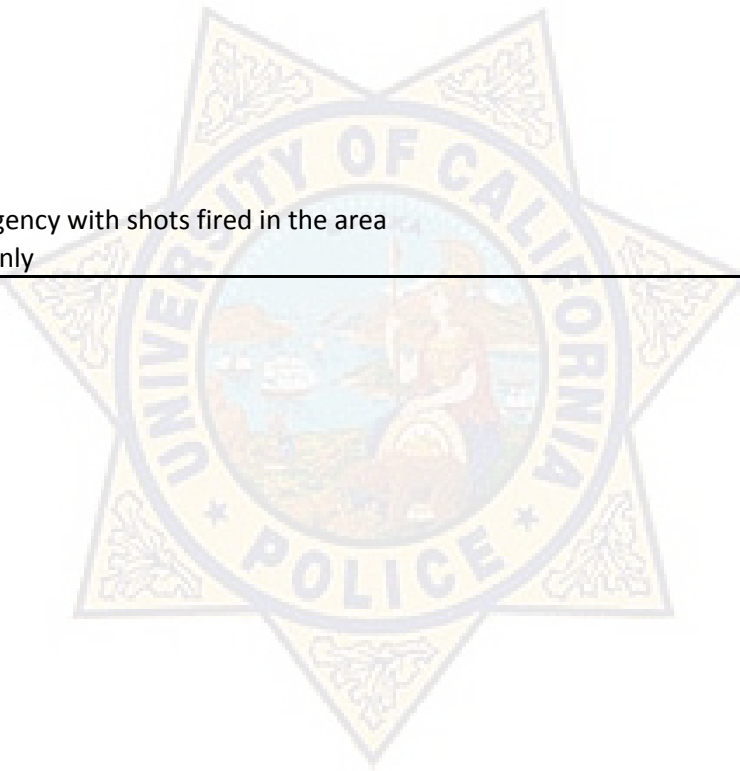 gency with shots fired in the area
nly
UNIVERSITY OF CALIFORNIA
* POLICE *